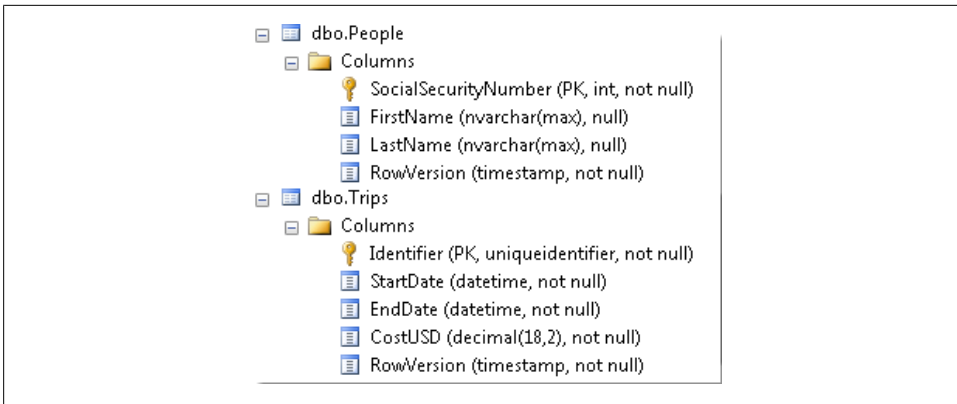 dbo.People
Columns
SocialSecurityNumber (PK, int, not null)
FirstName (nvarchar(max), null)
LastName (nvarchar(max), null)
RowVersion (timestamp, not null)
dbo.Trips
Columns
Identifier (PK, uniqueidentifier, not null)
StartDate (datetime, not null)
EndDate (datetime, not null)
CostUSD (decimal(18,2), not null)
RowVersion (timestamp, not null)